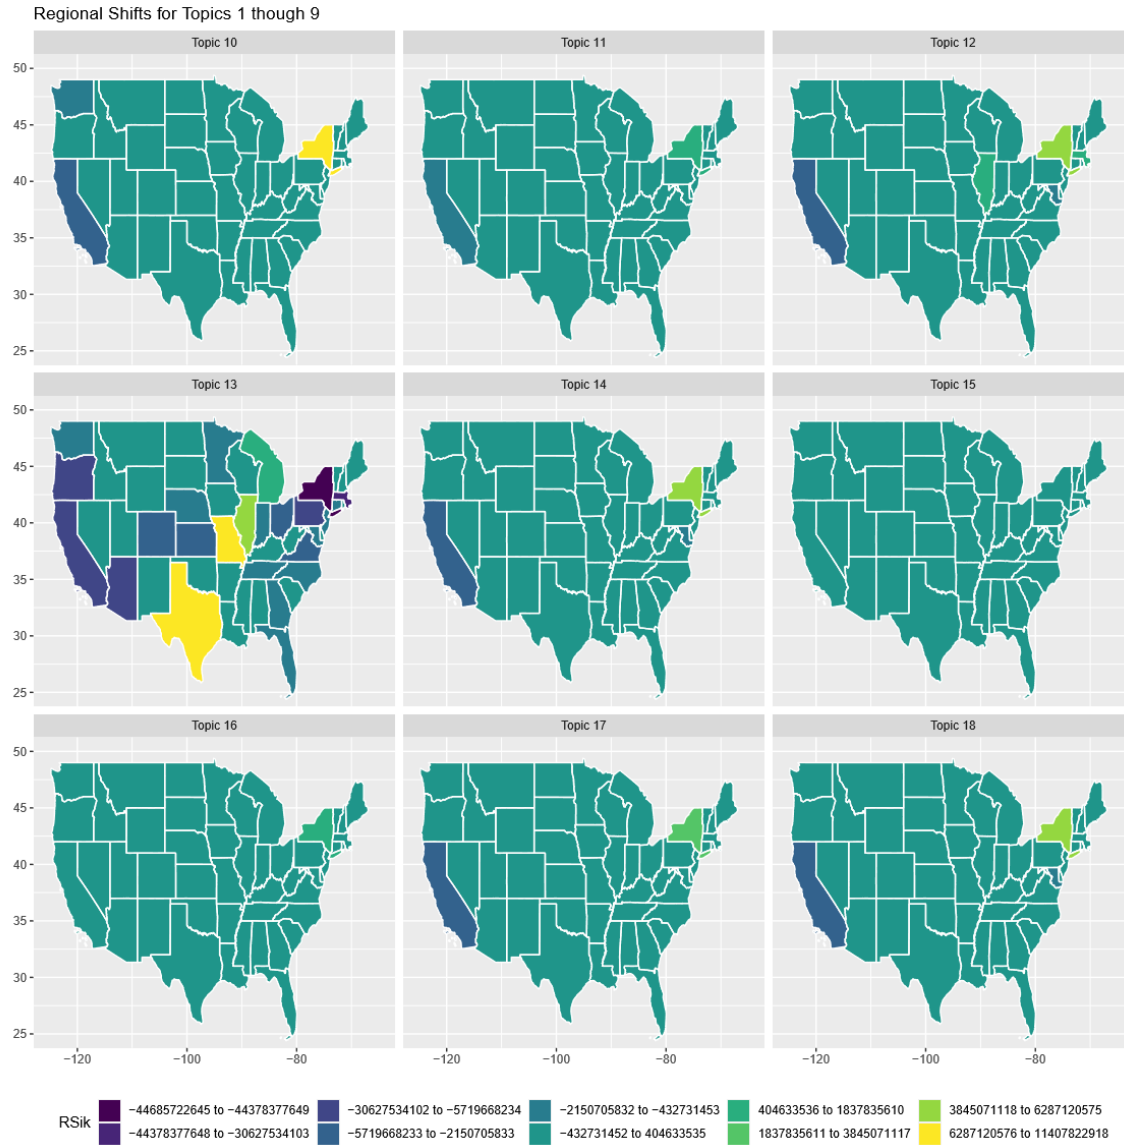 Regional Shifts for Topics 1 though 9
Topic 10 Topic 11 Topic 12
50
45
40
35
30
25
Topic 13 Topic 14 Topic 15
50
45
40
35
30
25
Topic 16 Topic 17 Topic 18
50
45
40
35
30
25
−120 −100 −80 −120 −100 −80 −120 −100 −80
RSik
−44685722645 to −44378377649 −30627534102 to −5719668234 −2150705832 to −432731453 404633536 to 1837835610 3845071118 to 6287120575
−44378377648 to −30627534103 −5719668233 to −2150705833 −432731452 to 404633535 1837835611 to 3845071117 6287120576 to 11407822918